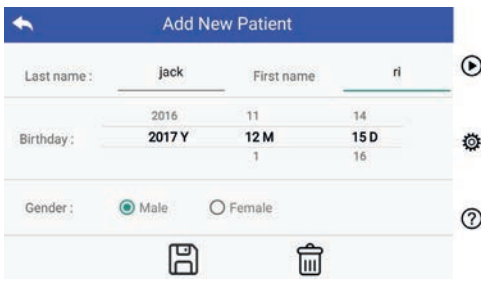 Add New Patient
Last name : jack First name ri
2016 11 14
Birthday : 2017 Y 12 M 15 D
1 16
Gender : Male Female